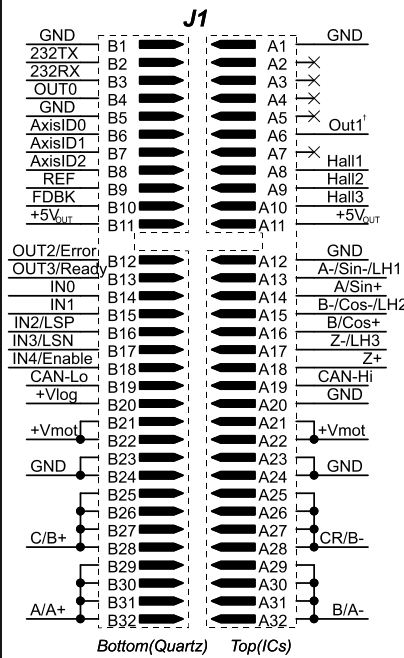 J1
GND B1 A1 GND
232TX B2 A2
232RX B3 A3
OUT0 B4 A4
GND B5 A5
AxisID0 B6 A6 Out1†
AxisID1 B7 A7
AxisID2 B8 A8 Hall1
REF B9 A9 Hall2
FDBK B10 A10 Hall3
+5VOUT B11 A11 +5VOUT
OUT2/Error B12 A12 GND
OUT3/Ready B13 A13 A-/Sin-/LH1
IN0 B14 A14 A/Sin+
IN1 B15 A15 B-/Cos-/LH2
IN2/LSP B16 A16 B/Cos+
IN3/LSN B17 A17 Z-/LH3
IN4/Enable B18 A18 Z+
CAN-Lo B19 A19 CAN-Hi
+Vlog B20 A20 GND
B21 A21
+Vmot B22 A22 +Vmot
B23 A23
GND B24 A24 GND
B25 A25
B26 A26
B27 A27
C/B+ B28 A28 CR/B-
B29 A29
B30 A30
B31 A31
A/A+ B32 A32 B/A-
Bottom(Quartz) Top(ICs)